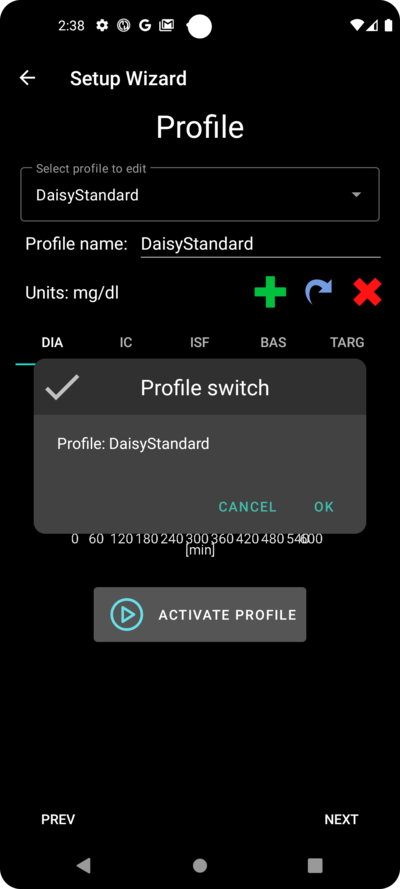 2:38
Setup Wizard
Profile
Select profile to edit
DaisyStandard
Profile name: DaisyStandard
Units: mg/dl
DIA IC ISF BAS TARG
Profile switch
Profile: DaisyStandard
CANCEL OK
0 60 120 180 240 300 360 420 480 540 600
[min]
ACTIVATE PROFILE
PREV NEXT